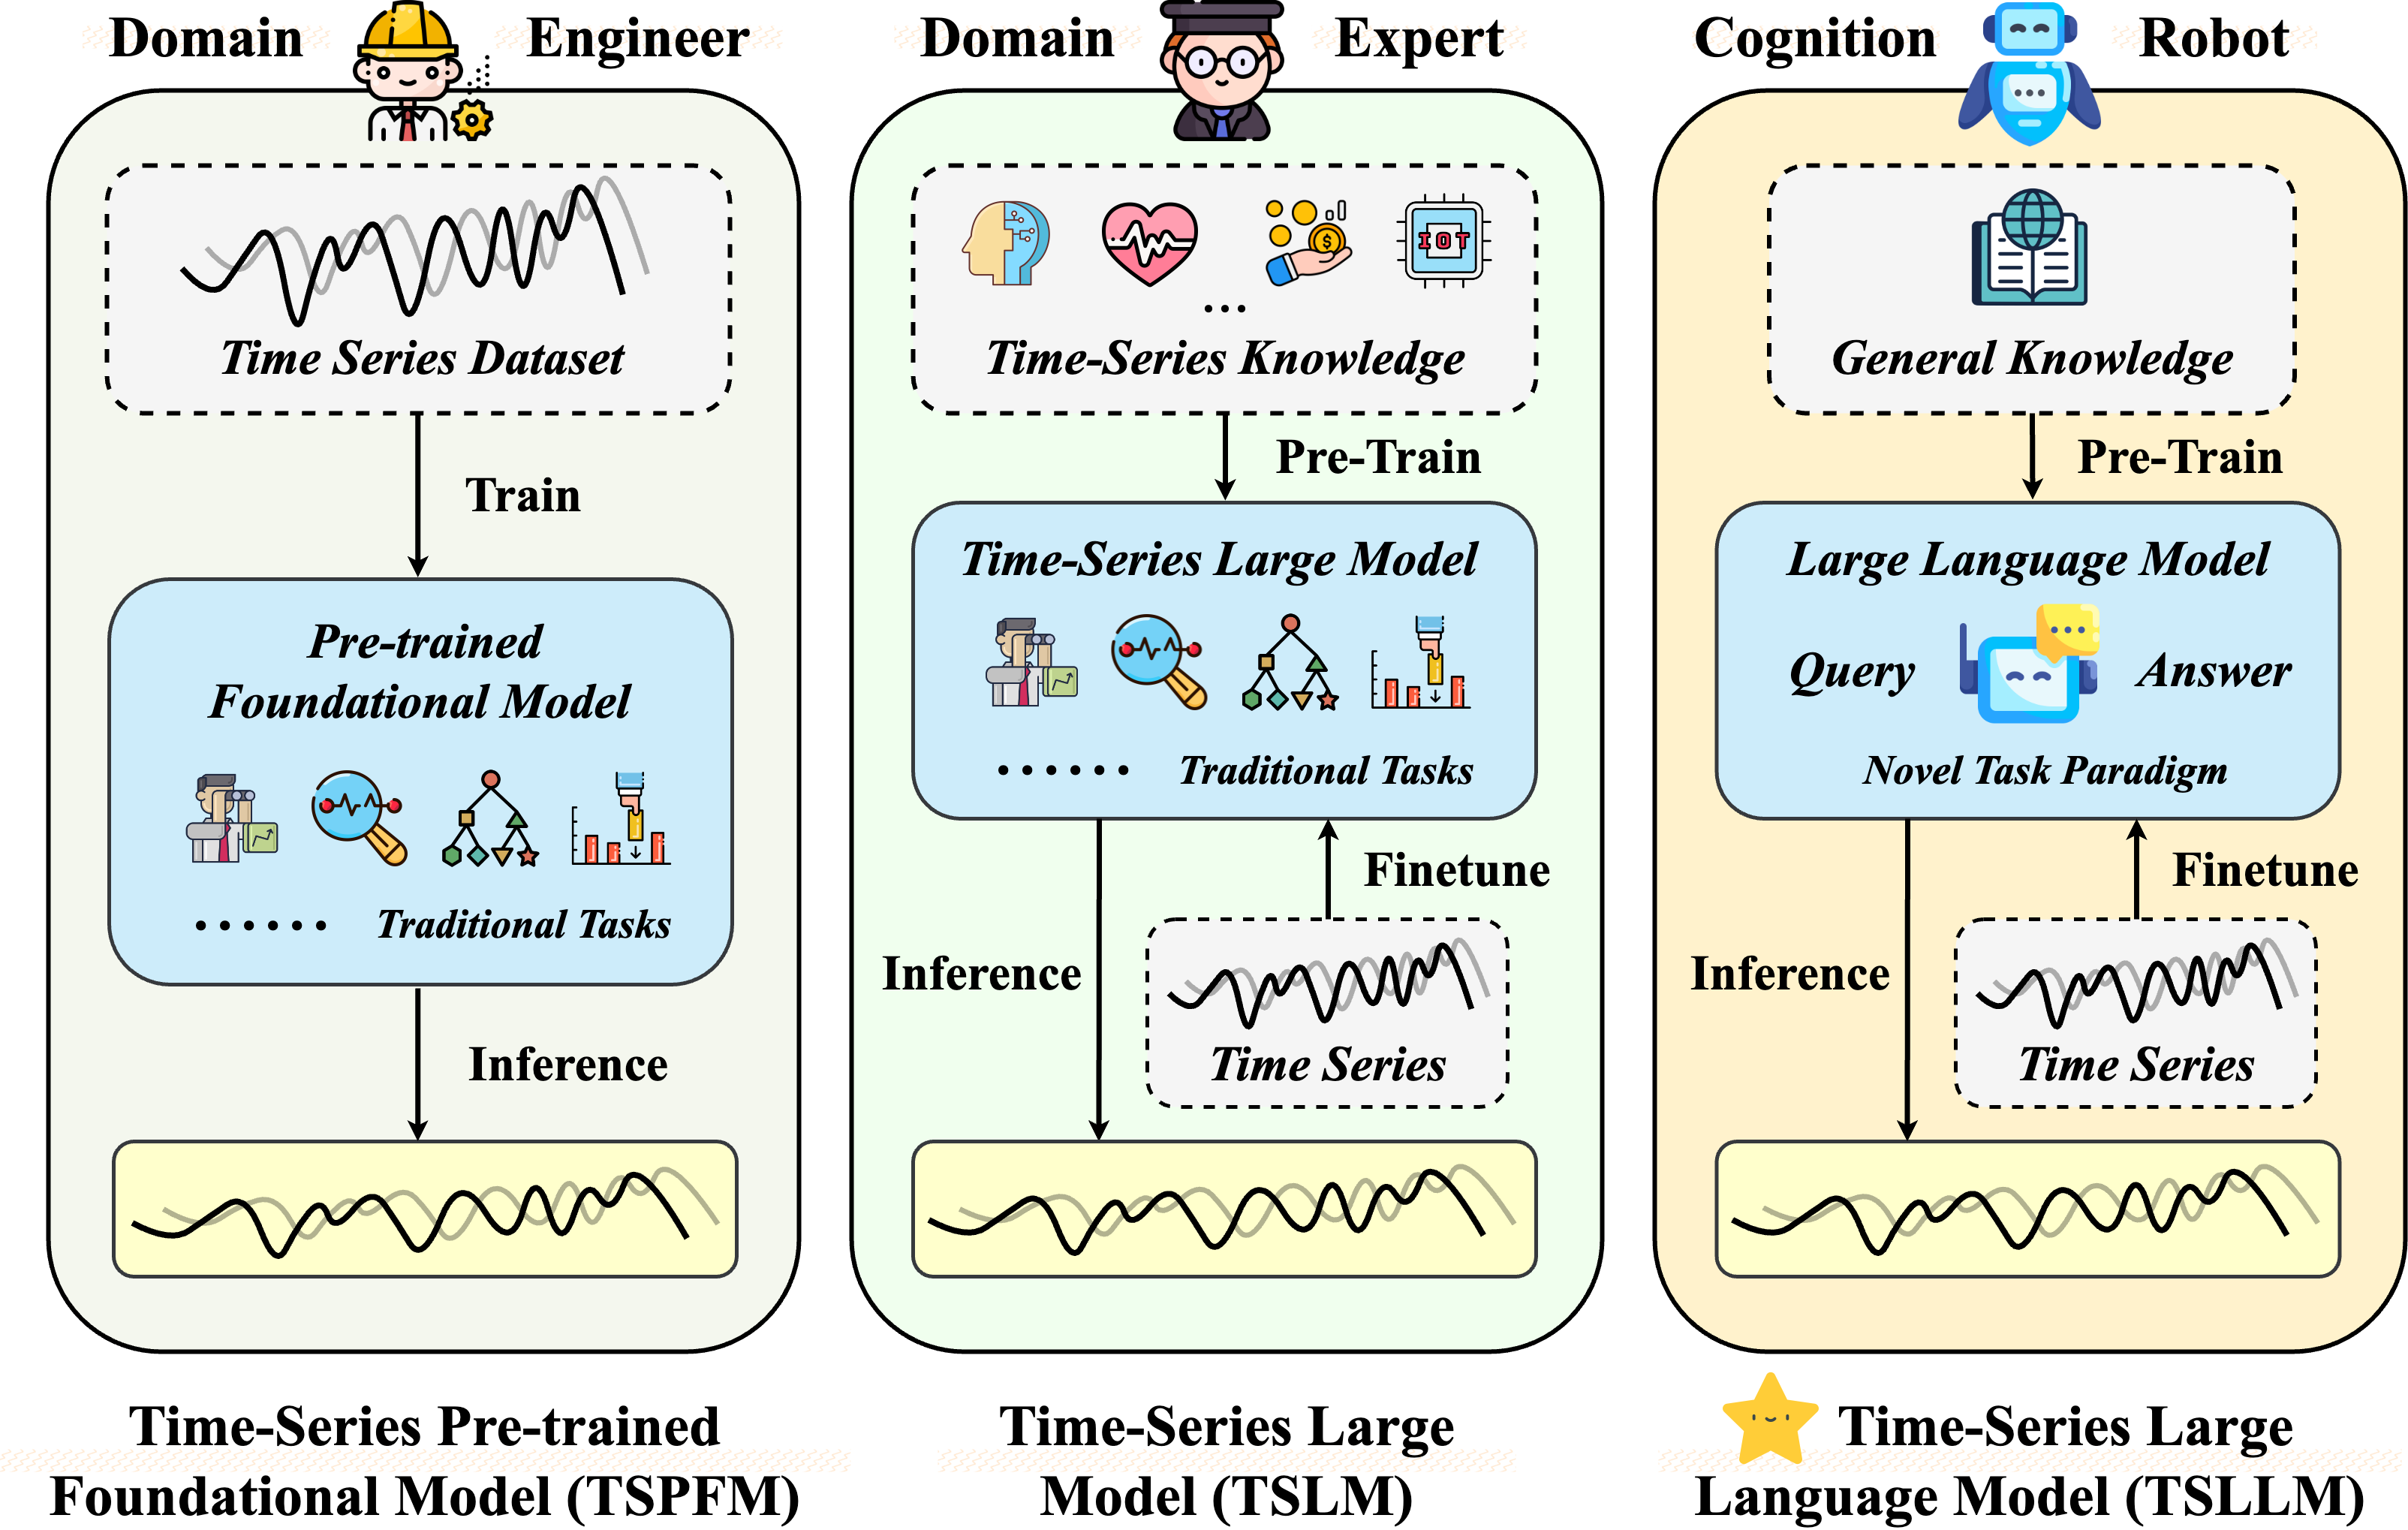 Domain Engineer
Time Series Dataset
Train
Pre-trained
Foundational Model
...... Traditional Tasks
Inference
Time-Series Pre-trained
Foundational Model (TSPFM)
Domain Expert
IOT
...
Time-Series Knowledge
Pre-Train
Time-Series Large Model
...... Traditional Tasks
Finetune
Inference
Time Series
Time-Series Large
Model (TSLM)
Cognition Robot
General Knowledge
Pre-Train
Large Language Model
Query Answer
Novel Task Paradigm
Finetune
Inference
Time Series
Time-Series Large
Language Model (TSLLM)